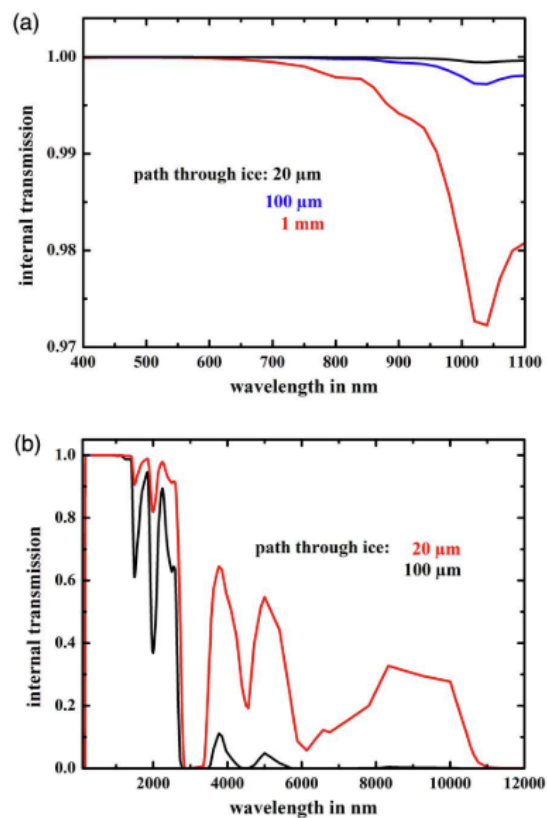 (a)
1.00
0.99
0.98
0.97
internal transmission
path through ice: 20 µm
100 µm
1 mm
400 500 600 700 800 900 1000 1100
wavelength in nm
(b)
1.0
0.8
0.6
0.4
0.2
0.0
internal transmission
path through ice: 20 µm
100 µm
2000 4000 6000 8000 10000 12000
wavelength in nm